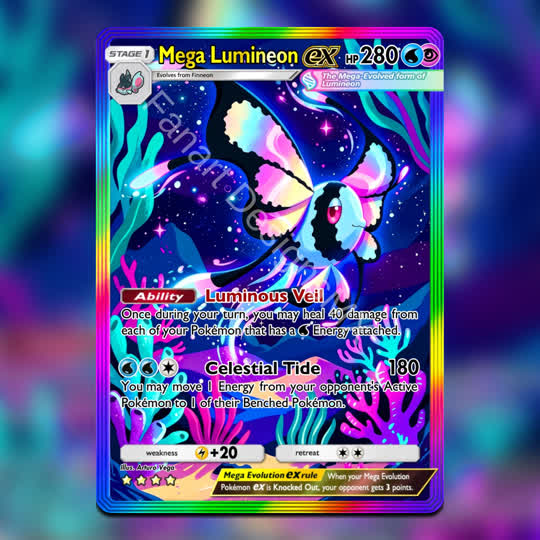 STAGE 1
Mega Lumineon ex HP 280
Evolves from Finneon
The Mega-Evolved form of
Lumineon
Fanart Designs
Ability Luminous Veil
Once during your turn, you may heal 40 damage from
each of your Pokémon that has a Energy attached.
Celestial Tide 180
You may move 1 Energy from your opponent's Active
Pokémon to 1 of their Benched Pokémon.
weakness +20 retreat
Illus. Arturo Vega
Mega Evolution ex rule When your Mega Evolution
Pokémon ex is Knocked Out, your opponent gets 3 points.